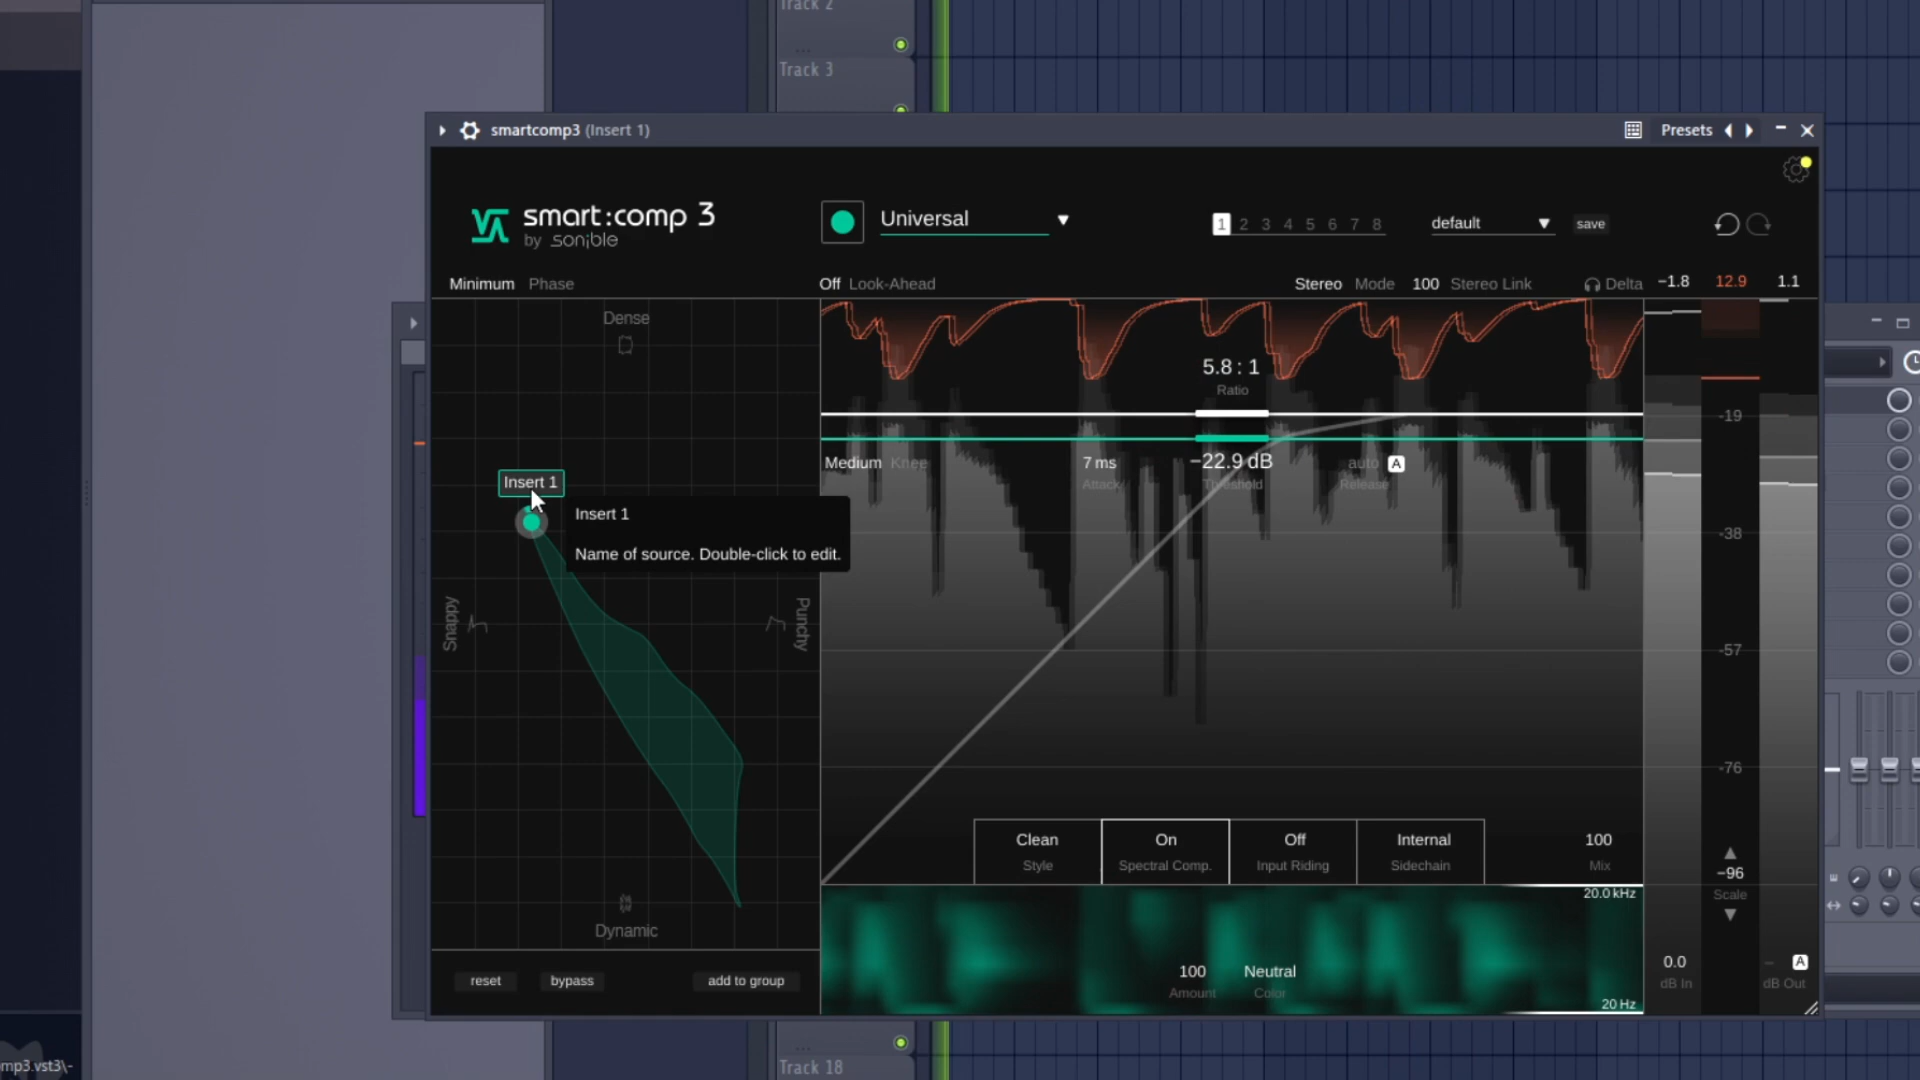 Track 2
Track 3
smartcomp3 (Insert 1)
Presets
smart:comp 3
by sonible
Universal
1 2 3 4 5 6 7 8
default
save
Minimum Phase
Off Look-Ahead
Stereo Mode
100 Stereo Link
Delta
−1.8
12.9
1.1
Dense
5.8 : 1
Ratio
-19
Medium Knee
7 ms
Attack
−22.9 dB
Threshold
auto A
Release
Insert 1
Insert 1
Name of source. Double-click to edit.
-38
Snappy
Punchy
-57
-76
Clean
Style
On
Spectral Comp.
Off
Input Riding
Internal
Sidechain
100
Mix
−96
Scale
20.0 kHz
Dynamic
reset
bypass
add to group
100
Amount
Neutral
Color
20 Hz
0.0
dB In
– A
dB Out
mp3.vst3\-
Track 18